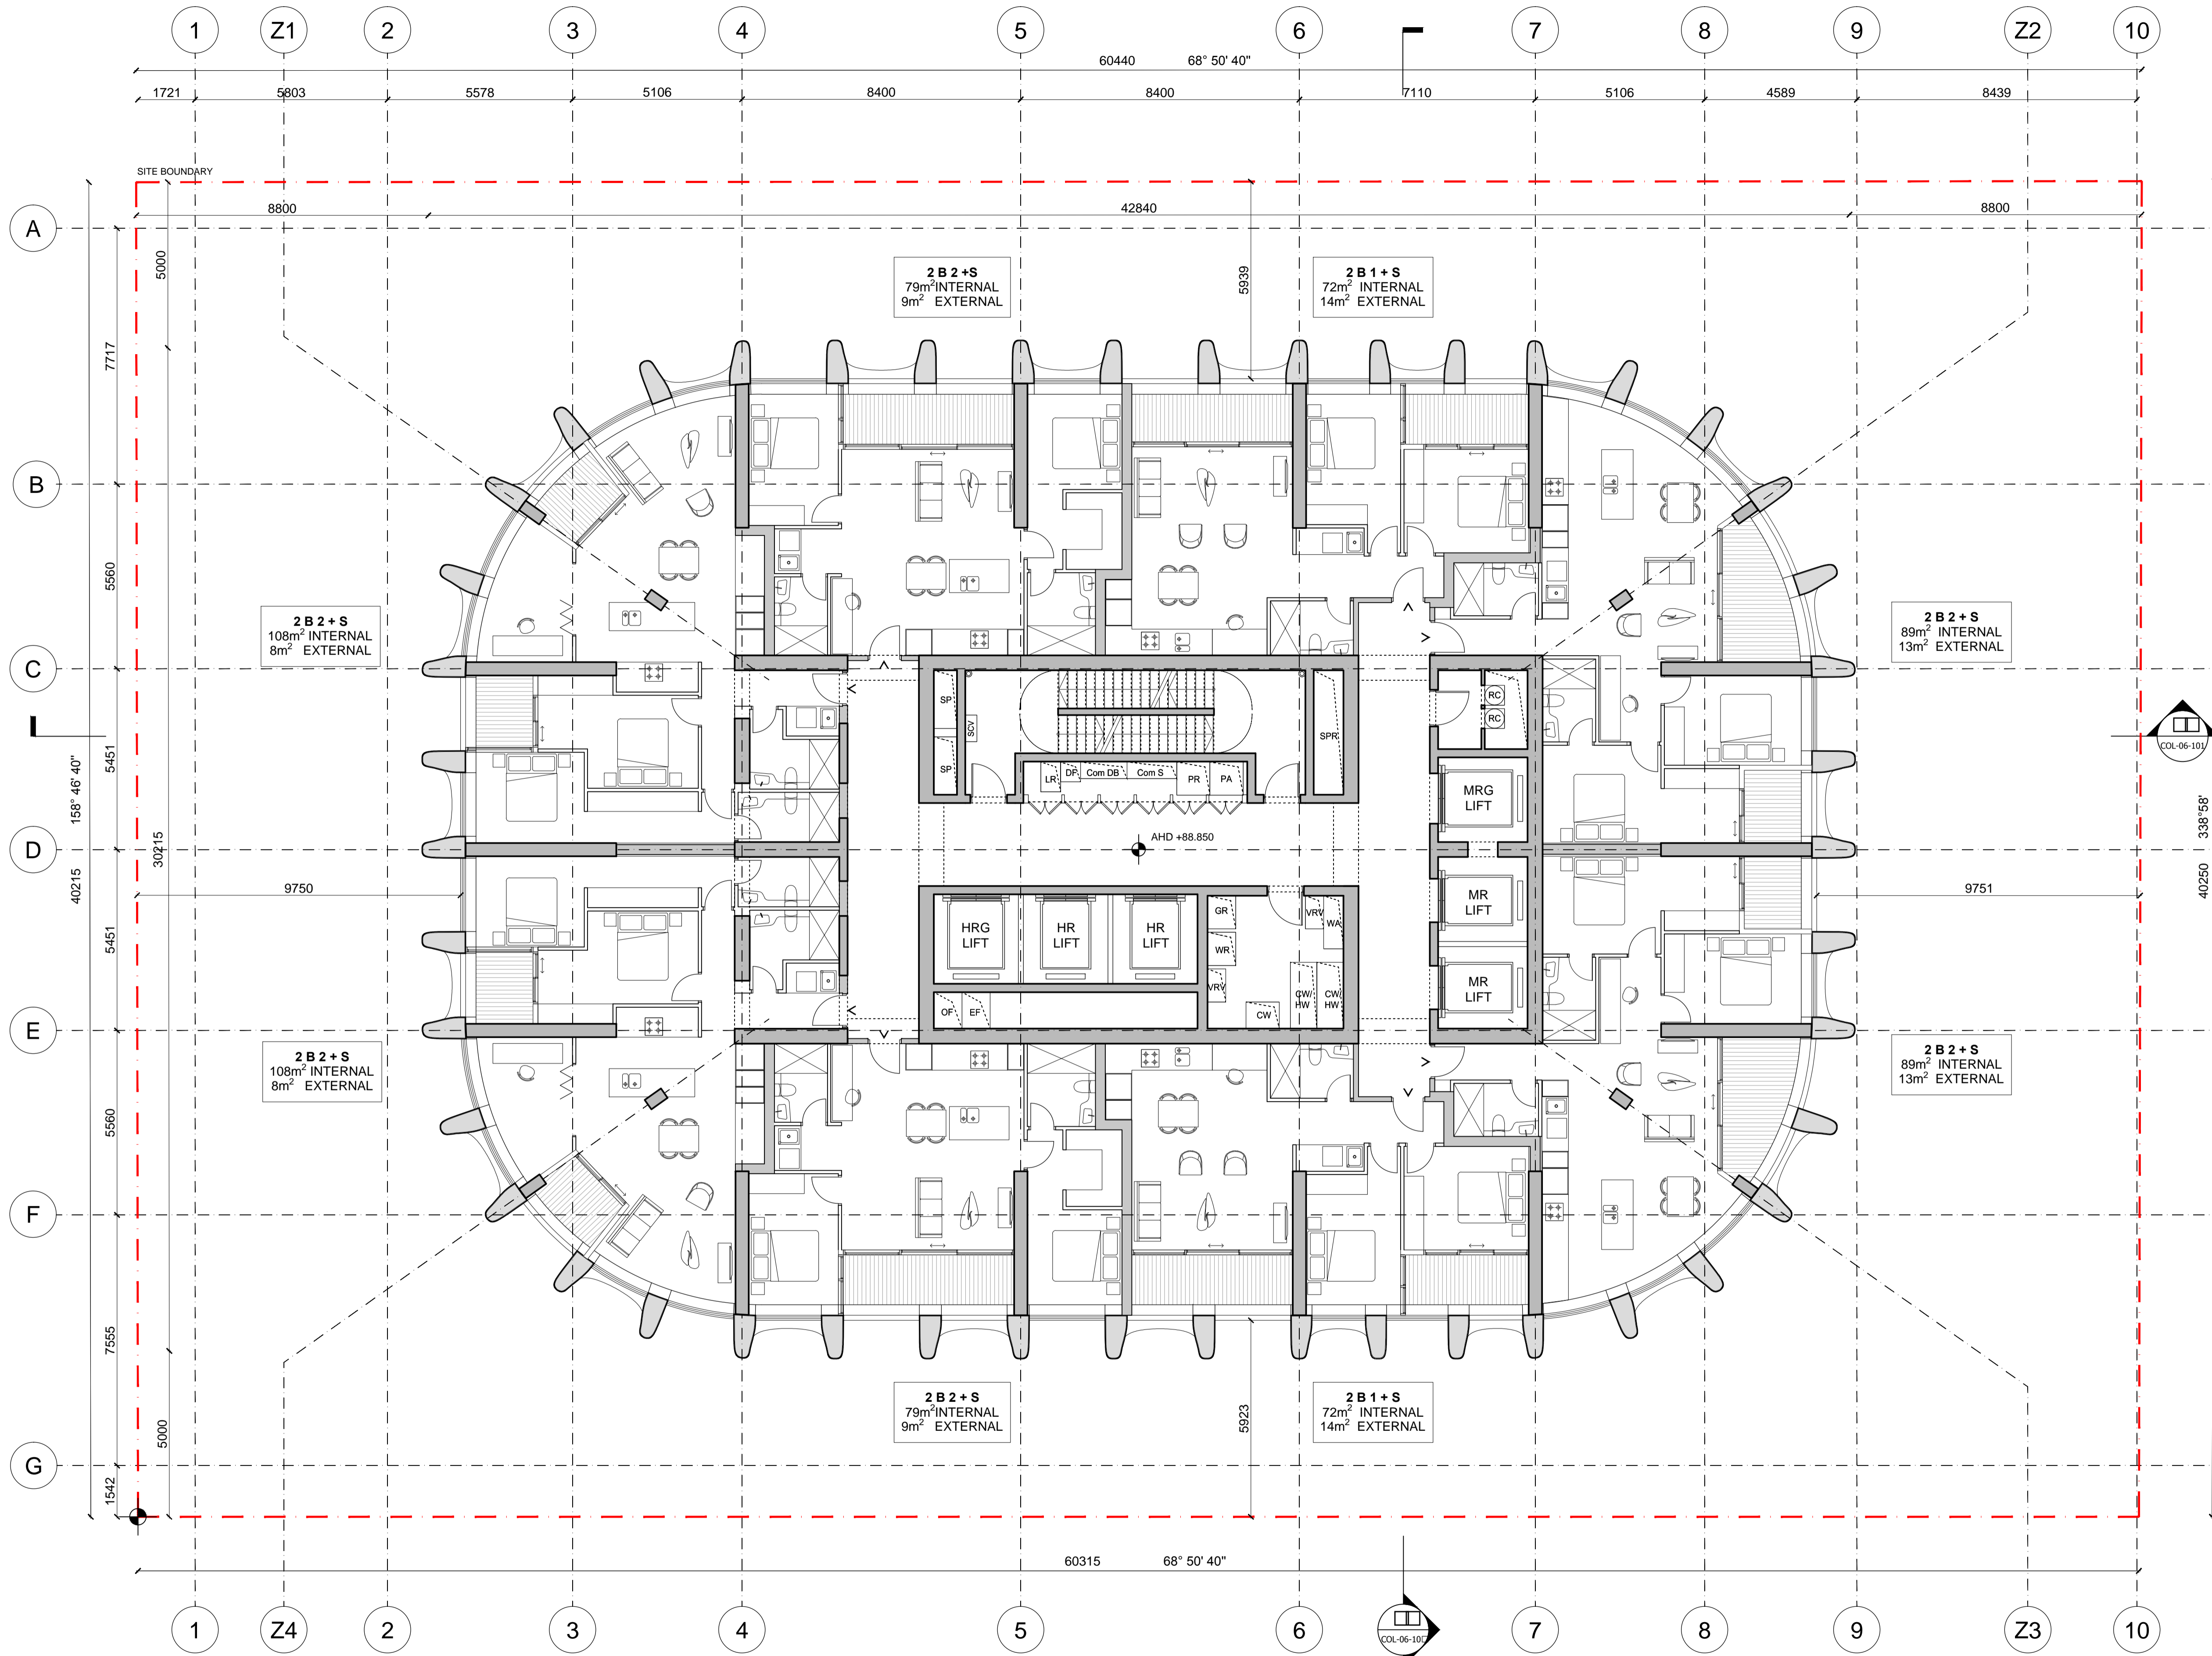 1 Z1 2 3 4 5 6 7 8 9 Z2 10
60440 68° 50' 40"
1721 5803 5578 5106 8400 8400 7110 5106 4589 8439
SITE BOUNDARY
8800 42840 8800
A
5000
5939
2 B 2 +S
79m² INTERNAL
9m² EXTERNAL
2 B 1 + S
72m² INTERNAL
14m² EXTERNAL
7717
B
5560
2 B 2 + S
108m² INTERNAL
8m² EXTERNAL
2 B 2 + S
89m² INTERNAL
13m² EXTERNAL
C
SP
SCV
SP
SPR
RC
RC
COL-06-101
5451
158° 46' 40"
LR DP Com DB Com S PR PA
MRG
LIFT
AHD +88.850
D
30215
40215
338°58'
40250
9750
9751
MR
LIFT
HRG
LIFT
HR
LIFT
HR
LIFT
GR
VRV
WA
WR
VRV
CW/
HW
CW/
HW
CW
OF EF
MR
LIFT
5451
E
2 B 2 + S
108m² INTERNAL
8m² EXTERNAL
2 B 2 + S
89m² INTERNAL
13m² EXTERNAL
5560
F
7555
5000
2 B 2 + S
79m² INTERNAL
9m² EXTERNAL
2 B 1 + S
72m² INTERNAL
14m² EXTERNAL
5923
G
1542
60315 68° 50' 40"
1 Z4 2 3 4 5 6 7 8 9 Z3 10